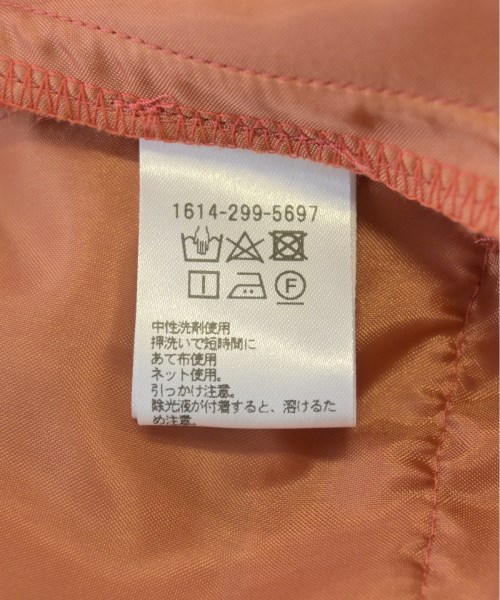 1614-299-5697
F
中性洗剤使用
押洗いで短時間に
あて布使用
ネット使用。
引っかけ注意。
除光液が付着すると、溶けるた
め注意。